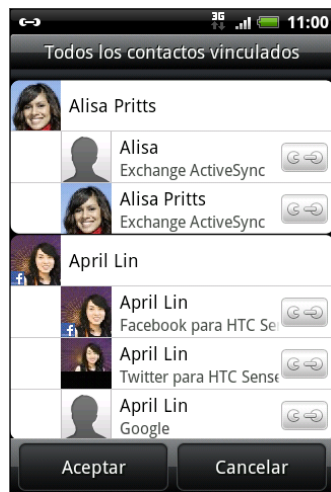 3G 11:00
Todos los contactos vinculados
Alisa Pritts
Alisa
Exchange ActiveSync
Alisa Pritts
Exchange ActiveSync
April Lin
April Lin
Facebook para HTC Se
April Lin
Twitter para HTC Sense
April Lin
Google
Aceptar Cancelar